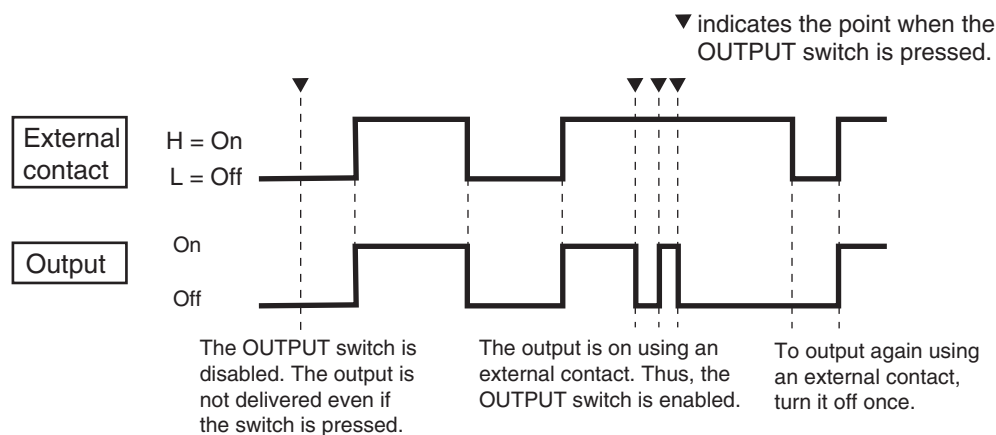 ▼ indicates the point when the
OUTPUT switch is pressed.
External
contact
H = On
L = Off
Output
On
Off
The OUTPUT switch is
disabled. The output is
not delivered even if
the switch is pressed.
The output is on using an
external contact. Thus, the
OUTPUT switch is enabled.
To output again using
an external contact,
turn it off once.